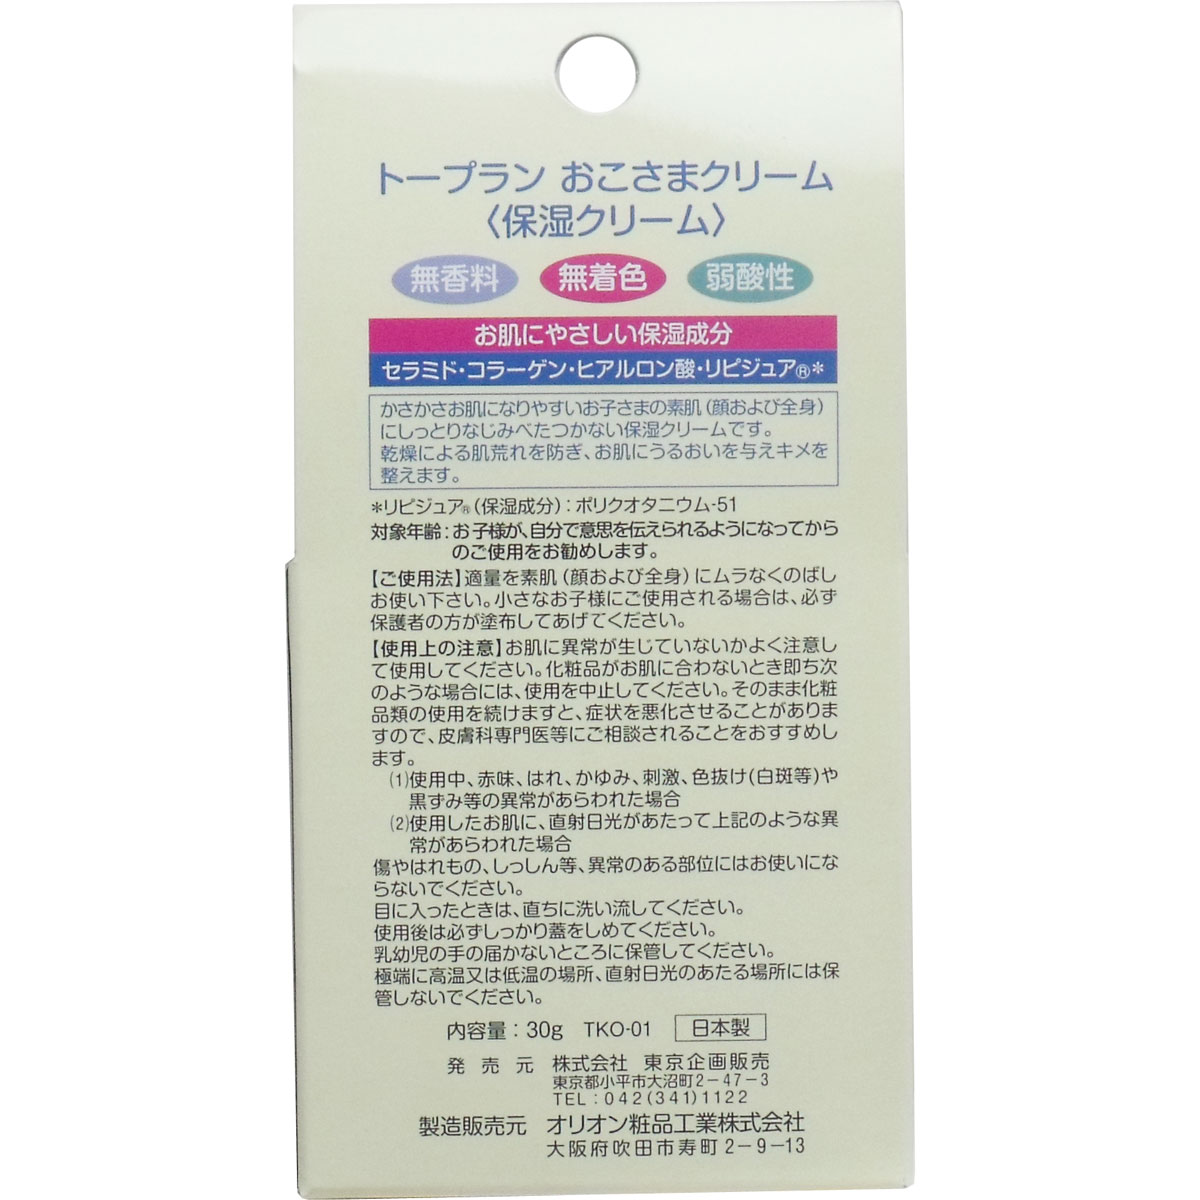 トープラン おこさまクリーム
〈保湿クリーム〉
無香料 無着色 弱酸性
お肌にやさしい保湿成分
セラミド・コラーゲン・ヒアルロン酸・リピジュア®*
かさかさお肌になりやすいお子さまの素肌(顔および全身)
にしっとりなじみべたつかない保湿クリームです。
乾燥による肌荒れを防ぎ、お肌にうるおいを与えキメを
整えます。
*リピジュア®(保湿成分):ポリクオタニウム-51
対象年齢:お子様が、自分で意思を伝えられるようになってから
のご使用をお勧めします。
【ご使用法】適量を素肌(顔および全身)にムラなくのばし
お使い下さい。小さなお子様にご使用される場合は、必ず
保護者の方が塗布してあげてください。
【使用上の注意】お肌に異常が生じていないかよく注意し
て使用してください。化粧品がお肌に合わないとき即ち次
のような場合には、使用を中止してください。そのまま化粧
品類の使用を続けますと、症状を悪化させることがありま
すので、皮膚科専門医等にご相談されることをおすすめし
ます。
(1)使用中、赤味、はれ、かゆみ、刺激、色抜け(白斑等)や
黒ずみ等の異常があらわれた場合
(2)使用したお肌に、直射日光があたって上記のような異
常があらわれた場合
傷やはれもの、しっしん等、異常のある部位にはお使いにな
らないでください。
目に入ったときは、直ちに洗い流してください。
使用後は必ずしっかり蓋をしめてください。
乳幼児の手の届かないところに保管してください。
極端に高温又は低温の場所、直射日光のあたる場所には保
管しないでください。
内容量:30g TKO-01 日本製
発売元 株式会社 東京企画販売
東京都小平市大沼町2-47-3
TEL:042(341)1122
製造販売元 オリオン粧品工業株式会社
大阪府吹田市寿町2-9-13